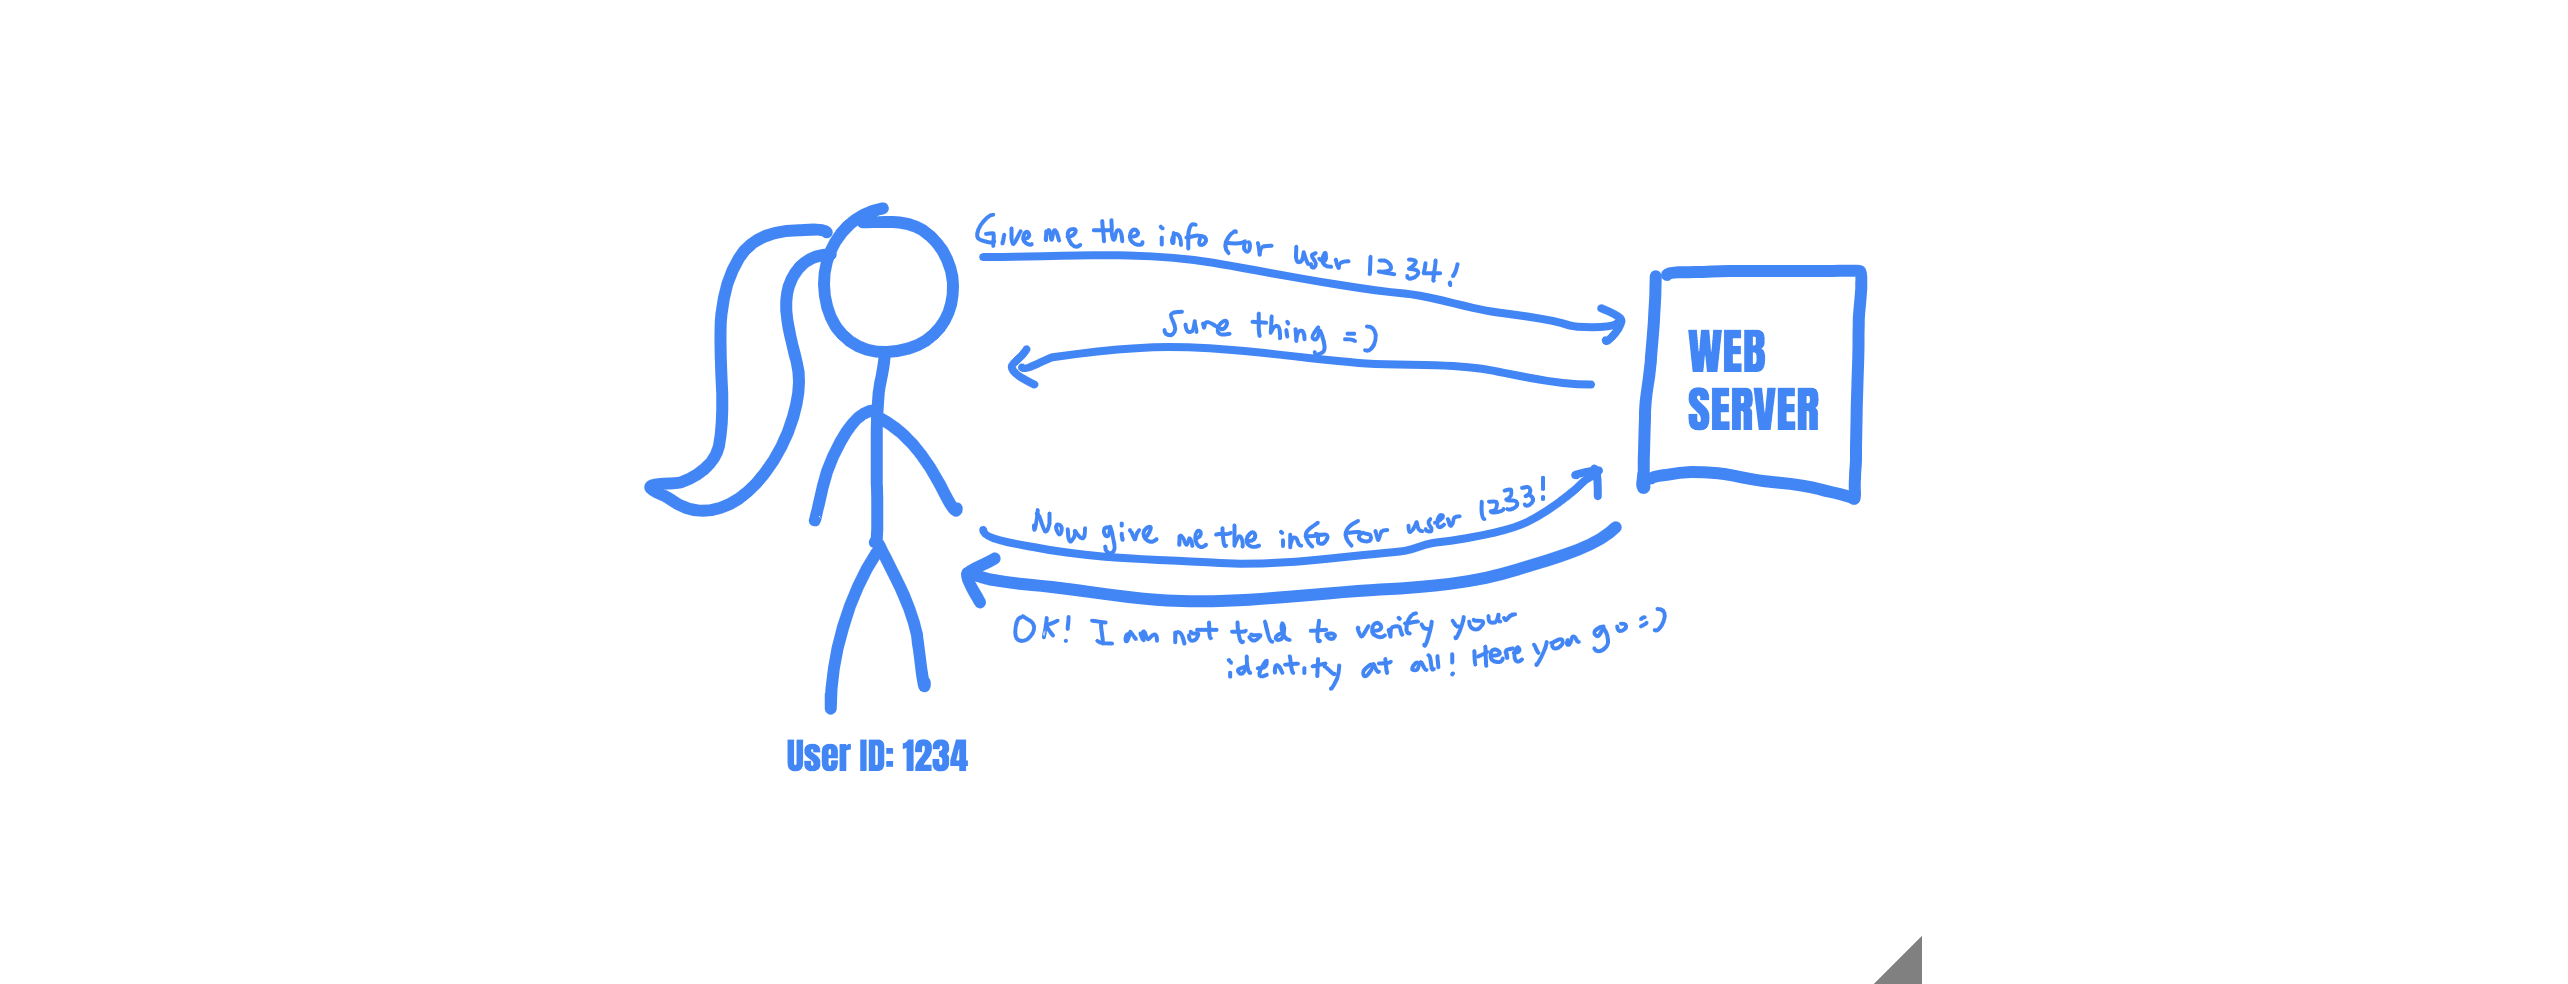 Give me the info for user 1234!
Sure thing =)
WEB
SERVER
Now give me the info for user 1233!
OK! I am not told to verify your
identity at all! Here you go =)
User ID: 1234